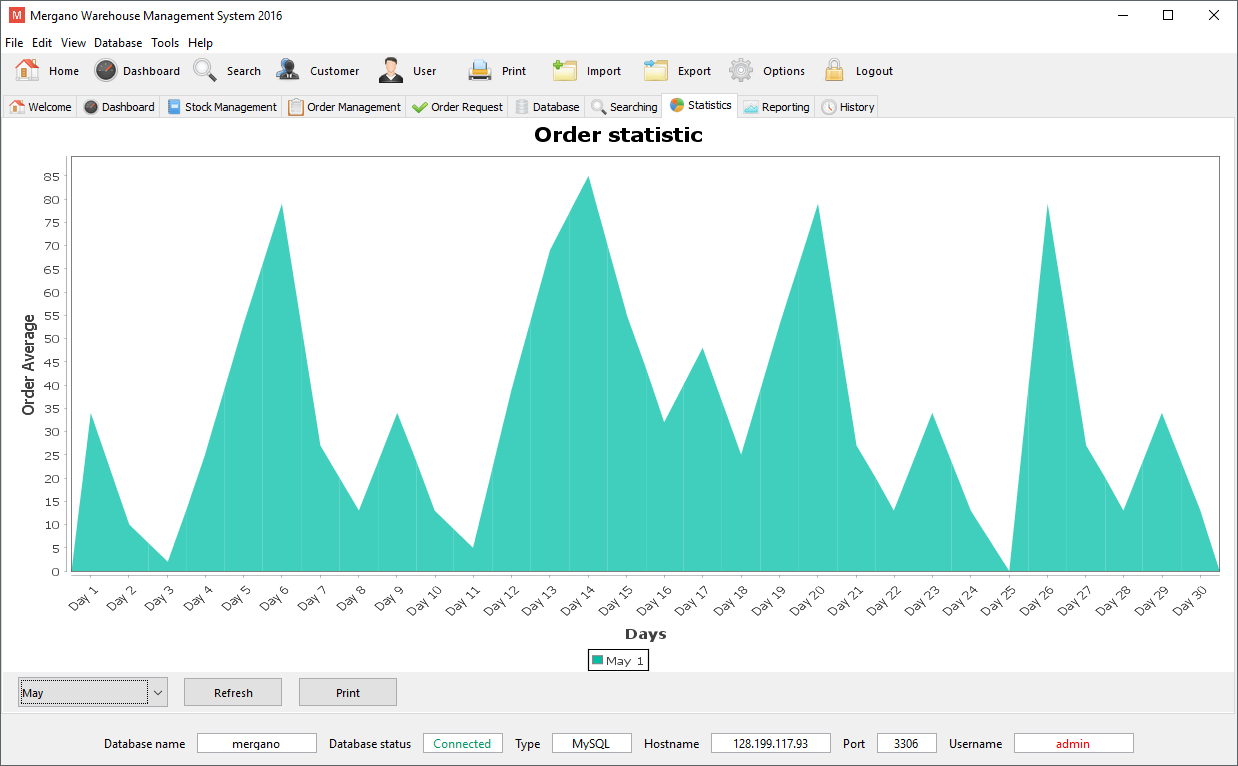 M Mergano Warehouse Management System 2016
File Edit View Database Tools Help
Home Dashboard Search Customer User Print Import Export Options Logout
Welcome Dashboard Stock Management Order Management Order Request Database Searching Statistics Reporting History
Order statistic
85
80
75
70
65
60
55
50
45
40
35
30
25
20
15
10
5
0
Order Average
Day 1 Day 2 Day 3 Day 4 Day 5 Day 6 Day 7 Day 8 Day 9 Day 10 Day 11 Day 12 Day 13 Day 14 Day 15 Day 16 Day 17 Day 18 Day 19 Day 20 Day 21 Day 22 Day 23 Day 24 Day 25 Day 26 Day 27 Day 28 Day 29 Day 30
Days
May 1
May Refresh Print
Database name mergano Database status Connected Type MySQL Hostname 128.199.117.93 Port 3306 Username admin